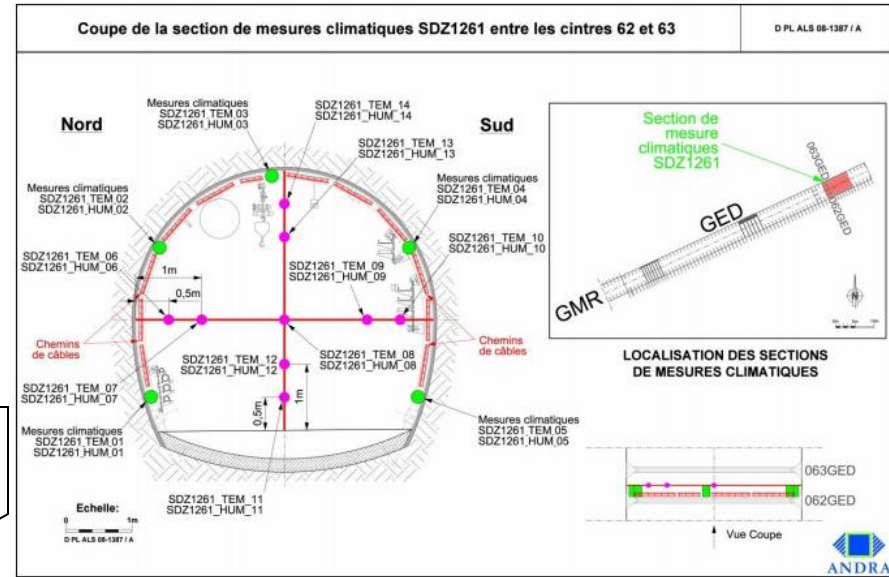 Coupe de la section de mesures climatiques SDZ1261 entre les cintres 62 et 63
D PL ALS 08-1387 / A
Nord
Sud
Mesures climatiques
SDZ1261_TEM_03
SDZ1261_HUM_03
SDZ1261_TEM_14
SDZ1261_HUM_14
SDZ1261_TEM_13
SDZ1261_HUM_13
Mesures climatiques
SDZ1261_TEM_02
SDZ1261_HUM_02
Mesures climatiques
SDZ1261_TEM_04
SDZ1261_HUM_04
SDZ1261_TEM_06
SDZ1261_HUM_06
1m
0,5m
SDZ1261_TEM_09
SDZ1261_HUM_09
SDZ1261_TEM_10
SDZ1261_HUM_10
Chemins
de câbles
Chemins
de câbles
SDZ1261_TEM_12
SDZ1261_HUM_12
SDZ1261_TEM_08
SDZ1261_HUM_08
SDZ1261_TEM_07
SDZ1261_HUM_07
0,5m
1m
Mesures climatiques
SDZ1261_TEM_01
SDZ1261_HUM_01
Mesures climatiques
SDZ1261_TEM_05
SDZ1261_HUM_05
SDZ1261_TEM_11
SDZ1261_HUM_11
Echelle:
0 1m
D PL ALS 08-1387 / A
Section de
mesure
climatiques
SDZ1261
063GED
062GED
GED
GMR
N
LOCALISATION DES SECTIONS
DE MESURES CLIMATIQUES
063GED
062GED
Vue Coupe
ANDRA